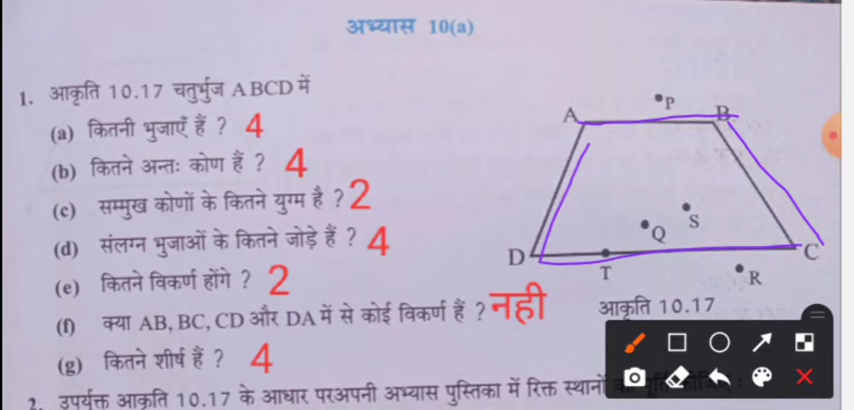 अभ्यास 10(a)
1. आकृति 10.17 चतुर्भुज ABCD में
(a) कितनी भुजाएँ हैं ? 4
(b) कितने अन्तः कोण हैं ? 4
(c) सम्मुख कोणों के कितने युग्म है ? 2
(d) संलग्न भुजाओं के कितने जोड़े हैं ? 4
(e) कितने विकर्ण होंगे ? 2
(f) क्या AB, BC, CD और DA में से कोई विकर्ण हैं ? नही
(g) कितने शीर्ष हैं ? 4
P
A B
S
Q
D C
T R
आकृति 10.17
2. उपर्युक्त आकृति 10.17 के आधार परअपनी अभ्यास पुस्तिका में रिक्त स्थानों